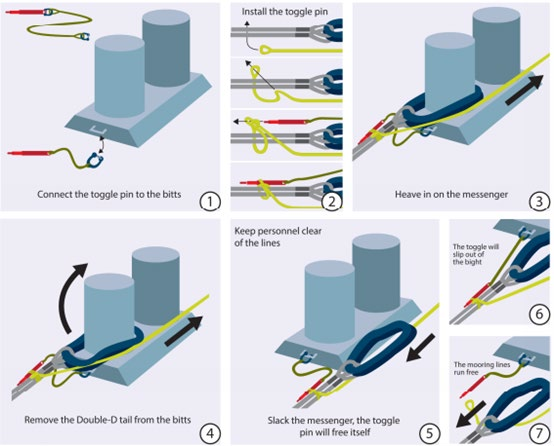 Connect the toggle pin to the bitts
1
Install the toggle pin
2
Heave in on the messenger
3
Remove the Double-D tail from the bitts
4
Keep personnel clear
of the lines
Slack the messenger, the toggle
pin will free itself
5
The toggle will
slip out of
the bight
6
The mooring lines
run free
7